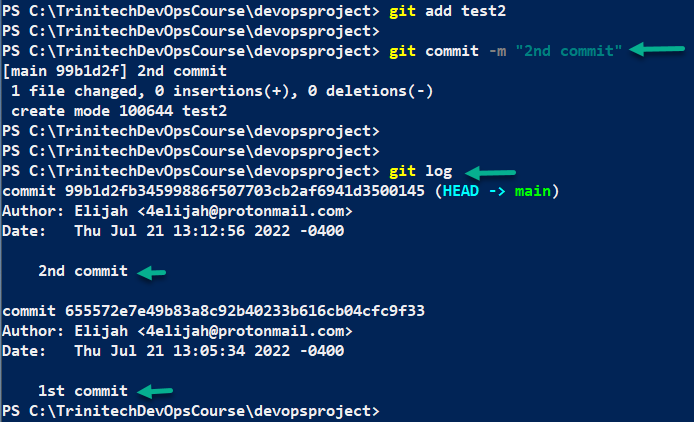 PS C:\TrinitechDevOpsCourse\devopsproject> git add test2
PS C:\TrinitechDevOpsCourse\devopsproject>
PS C:\TrinitechDevOpsCourse\devopsproject> git commit -m "2nd commit"
[main 99b1d2f] 2nd commit
 1 file changed, 0 insertions(+), 0 deletions(-)
 create mode 100644 test2
PS C:\TrinitechDevOpsCourse\devopsproject>
PS C:\TrinitechDevOpsCourse\devopsproject>
PS C:\TrinitechDevOpsCourse\devopsproject> git log
commit 99b1d2fb34599886f507703cb2af6941d3500145 (HEAD -> main)
Author: Elijah <4elijah@protonmail.com>
Date:   Thu Jul 21 13:12:56 2022 -0400
    2nd commit
commit 655572e7e49b83a8c92b40233b616cb04cfc9f33
Author: Elijah <4elijah@protonmail.com>
Date:   Thu Jul 21 13:05:34 2022 -0400
    1st commit
PS C:\TrinitechDevOpsCourse\devopsproject>